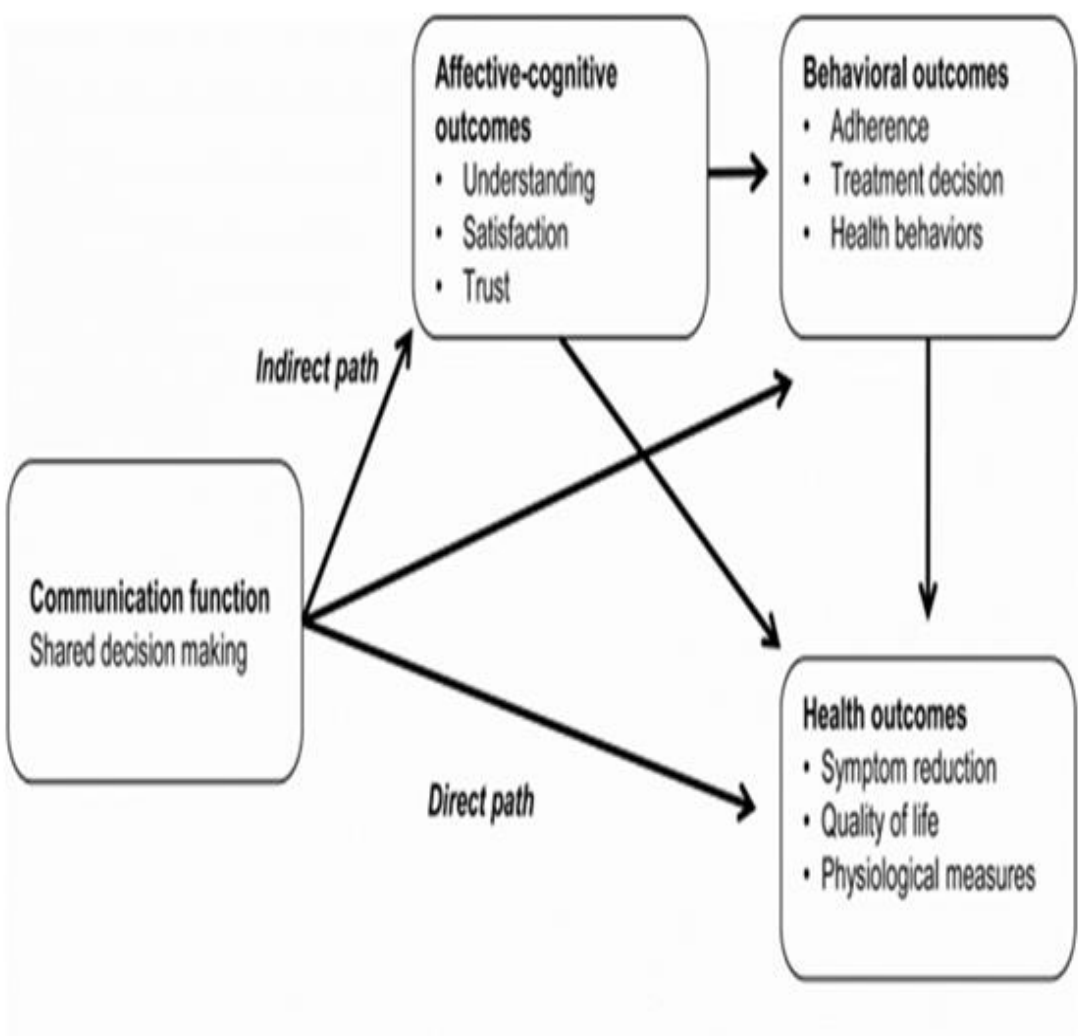 Affective-cognitive
outcomes
• Understanding
• Satisfaction
• Trust
Behavioral outcomes
• Adherence
• Treatment decision
• Health behaviors
Indirect path
Communication function
Shared decision making
Direct path
Health outcomes
• Symptom reduction
• Quality of life
• Physiological measures